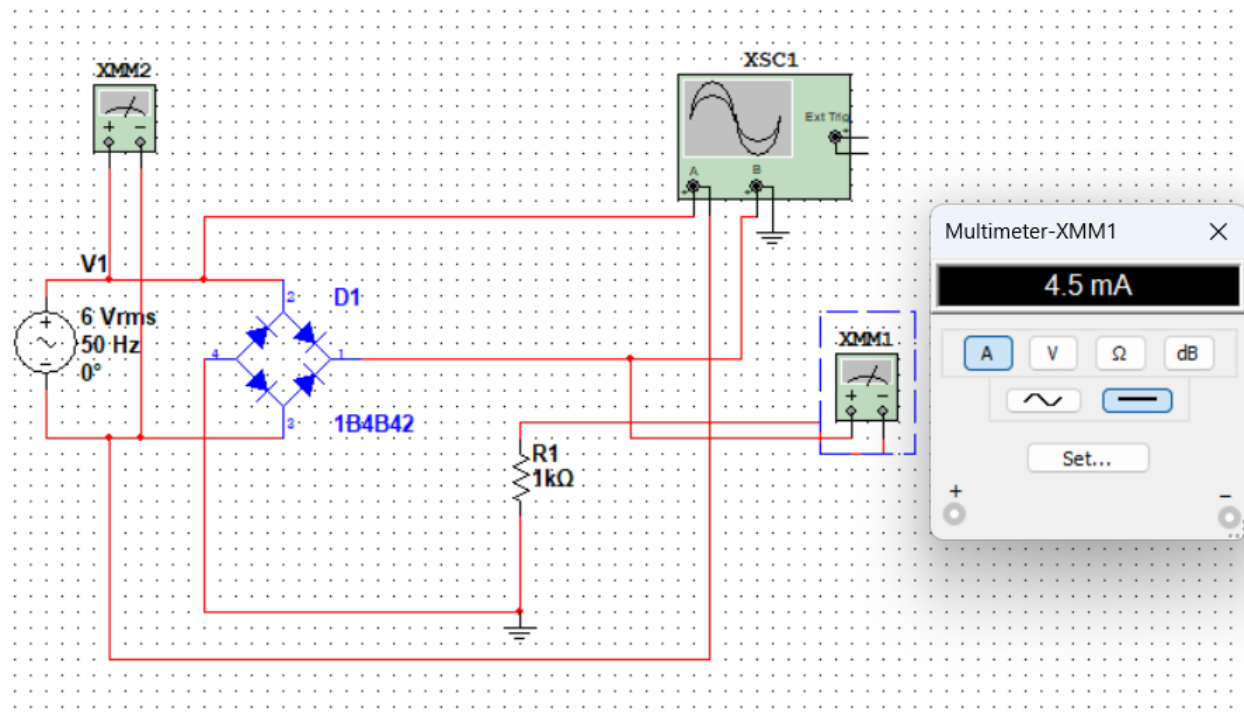 XMM2
XSC1
Ext Trig
A
B
Multimeter-XMM1
4.5 mA
A
V
Ω
dB
Set...
V1
6 Vrms
50 Hz
0°
D1
2
4
1
3
1B4B42
XMM1
R1
1kΩ